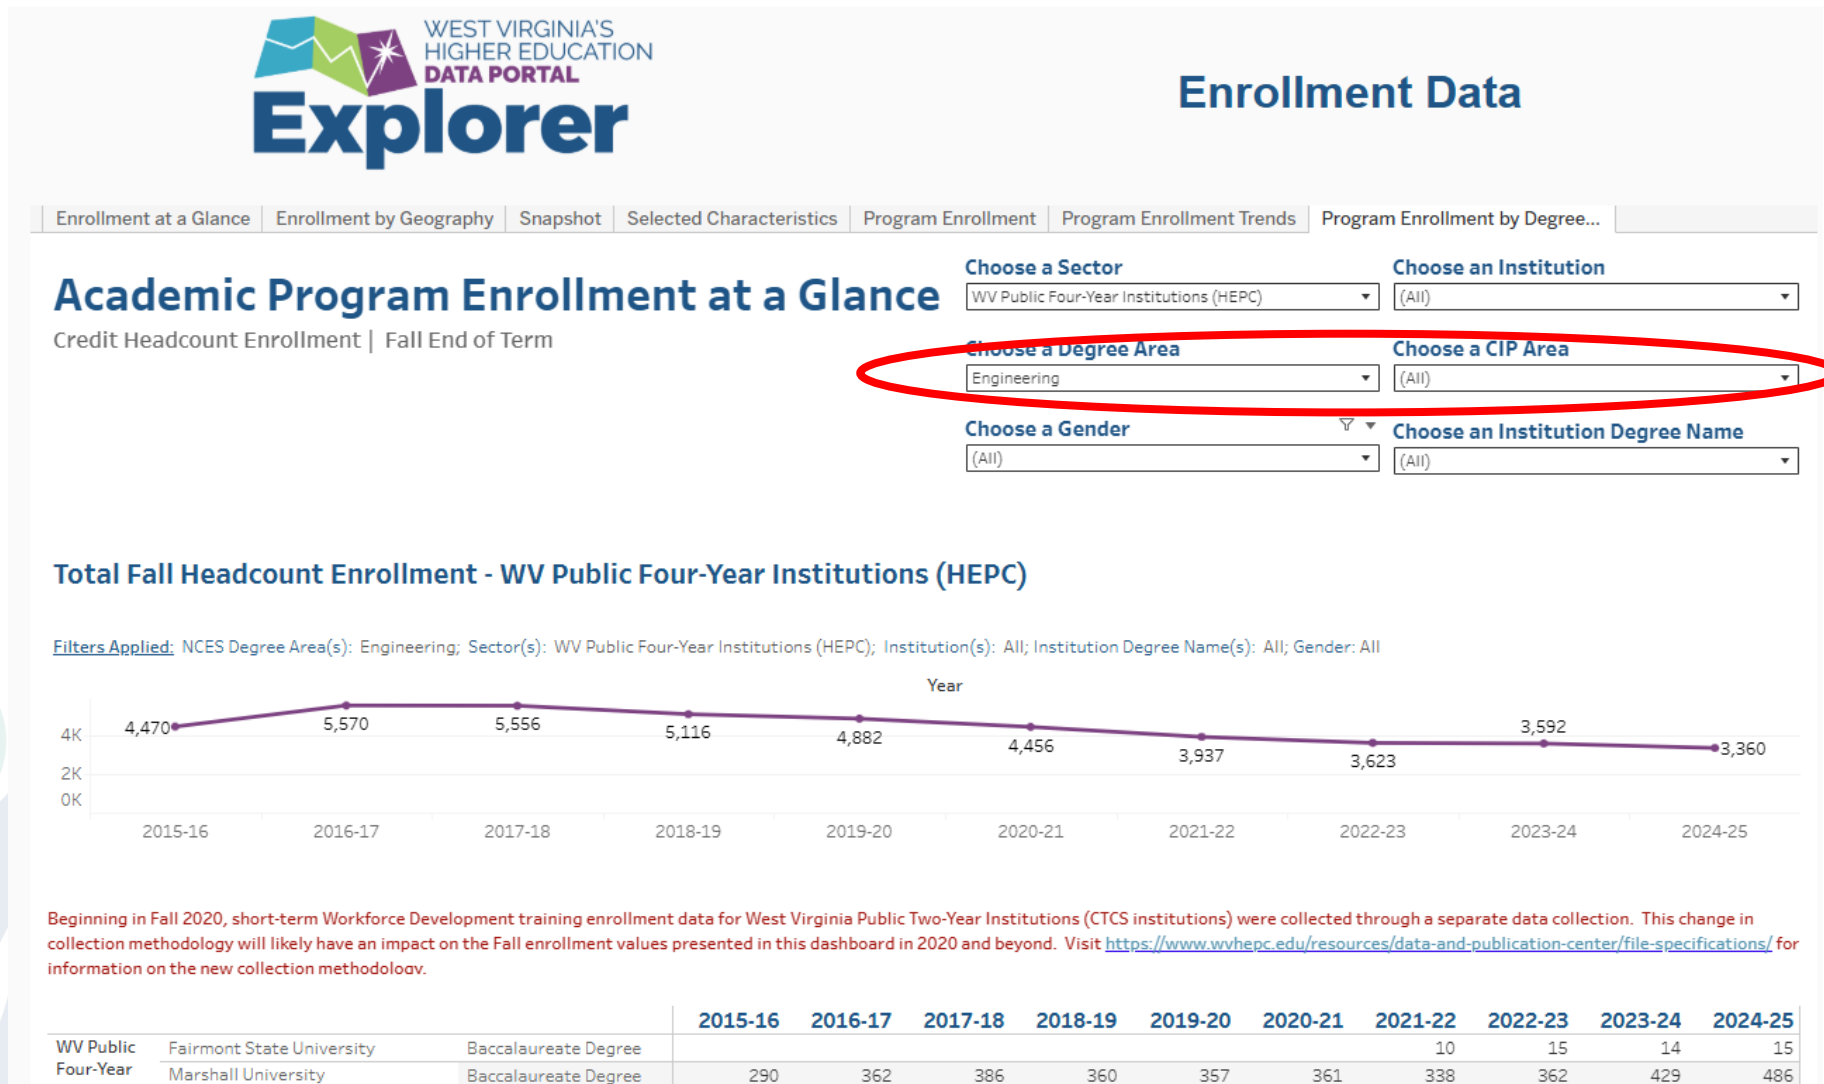 WEST VIRGINIA'S
HIGHER EDUCATION
DATA PORTAL
Explorer
Enrollment Data
Enrollment at a Glance Enrollment by Geography Snapshot Selected Characteristics Program Enrollment Program Enrollment Trends Program Enrollment by Degree...
Academic Program Enrollment at a Glance
Credit Headcount Enrollment | Fall End of Term
Choose a Sector Choose an Institution
WV Public Four-Year Institutions (HEPC) (All)
Choose a Degree Area Choose a CIP Area
Engineering (All)
Choose a Gender Choose an Institution Degree Name
(All) (All)
Total Fall Headcount Enrollment - WV Public Four-Year Institutions (HEPC)
Filters Applied: NCES Degree Area(s): Engineering; Sector(s): WV Public Four-Year Institutions (HEPC); Institution(s): All; Institution Degree Name(s): All; Gender: All
Year
4K 2K 0K
4,470 5,570 5,556 5,116 4,882 4,456 3,937 3,623 3,592 3,360
2015-16 2016-17 2017-18 2018-19 2019-20 2020-21 2021-22 2022-23 2023-24 2024-25
Beginning in Fall 2020, short-term Workforce Development training enrollment data for West Virginia Public Two-Year Institutions (CTCS institutions) were collected through a separate data collection. This change in
collection methodology will likely have an impact on the Fall enrollment values presented in this dashboard in 2020 and beyond. Visit https://www.wvhepc.edu/resources/data-and-publication-center/file-specifications/ for
information on the new collection methodology.
2015-16 2016-17 2017-18 2018-19 2019-20 2020-21 2021-22 2022-23 2023-24 2024-25
WV Public Fairmont State University Baccalaureate Degree 10 15 14 15
Four-Year Marshall University Baccalaureate Degree 290 362 386 360 357 361 338 362 429 486